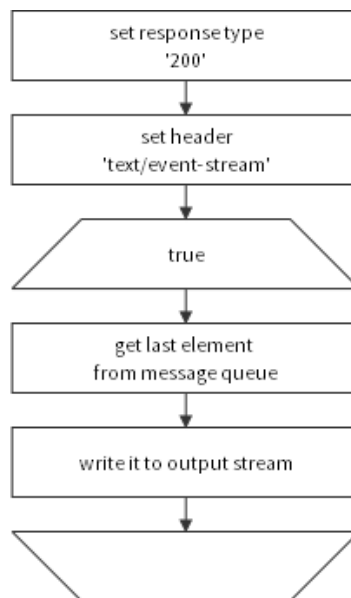 set response type
'200'
set header
'text/event-stream'
true
get last element
from message queue
write it to output stream